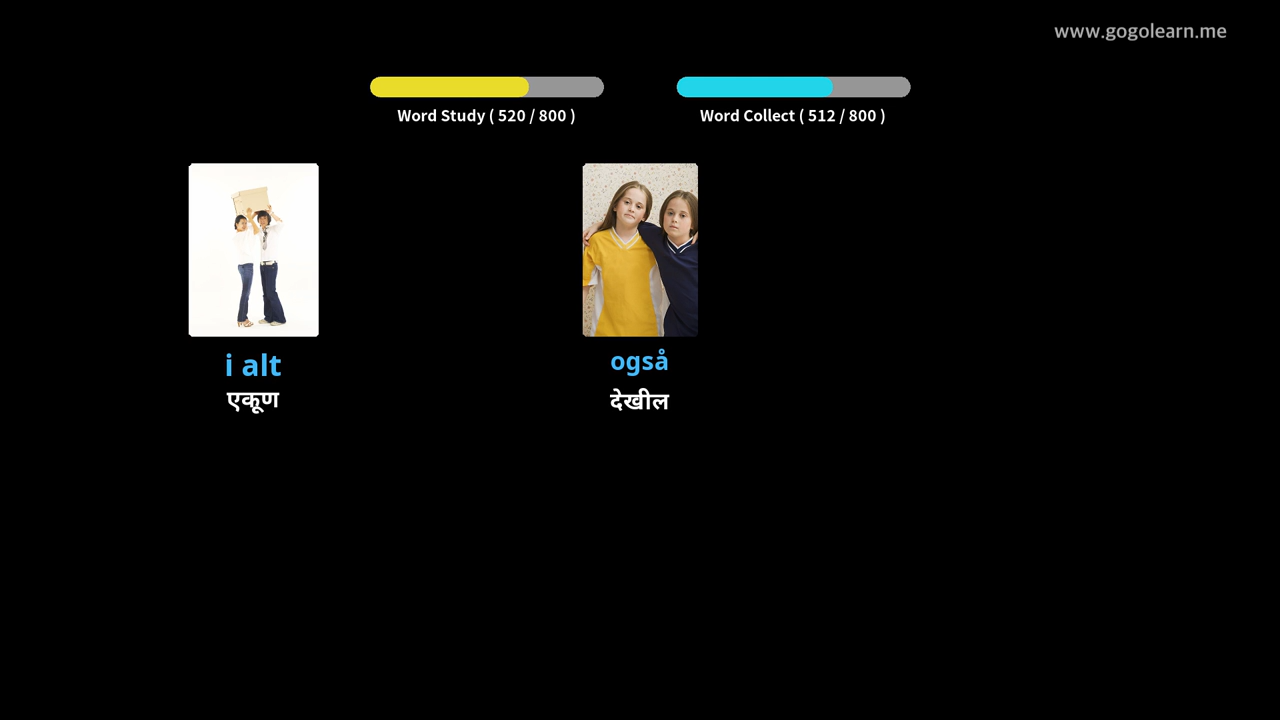 www.gogolearn.me
Word Study ( 520 / 800 )
Word Collect ( 512 / 800 )
i alt
एकूण
også
देखील